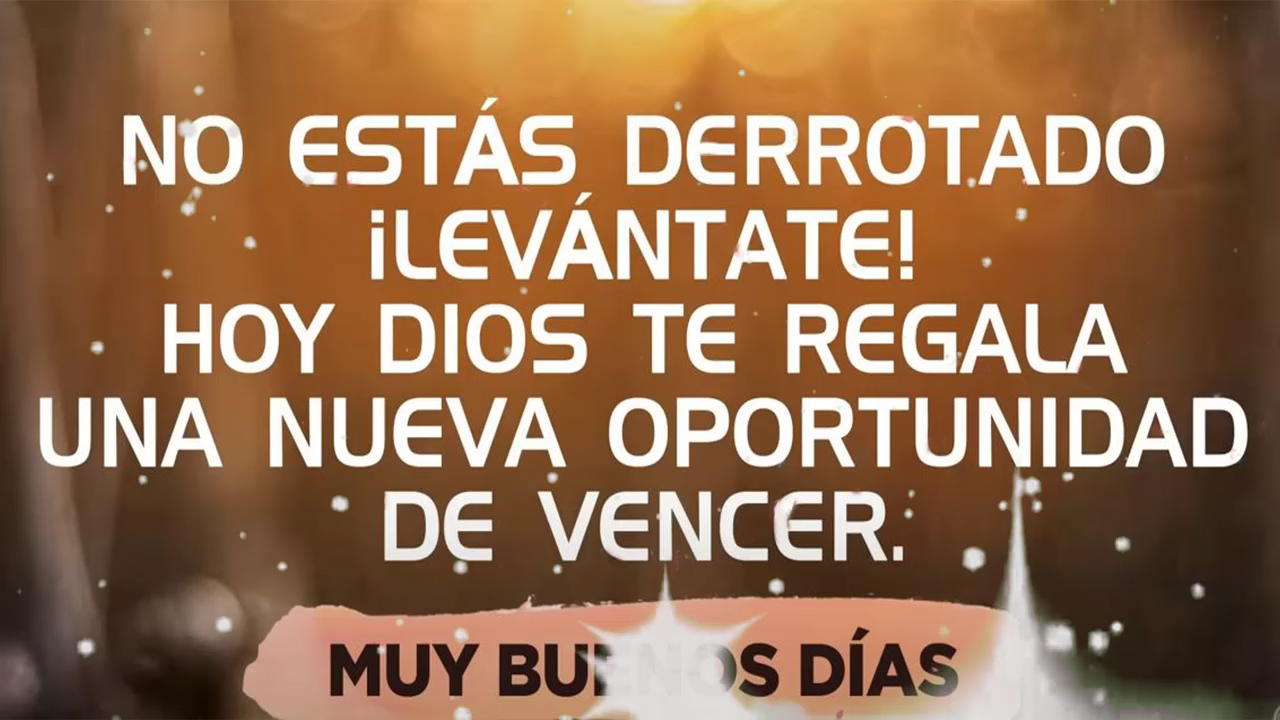 NO ESTÁS DERROTADO
¡LEVÁNTATE!
HOY DIOS TE REGALA
UNA NUEVA OPORTUNIDAD
DE VENCER.
MUY BUENOS DÍAS